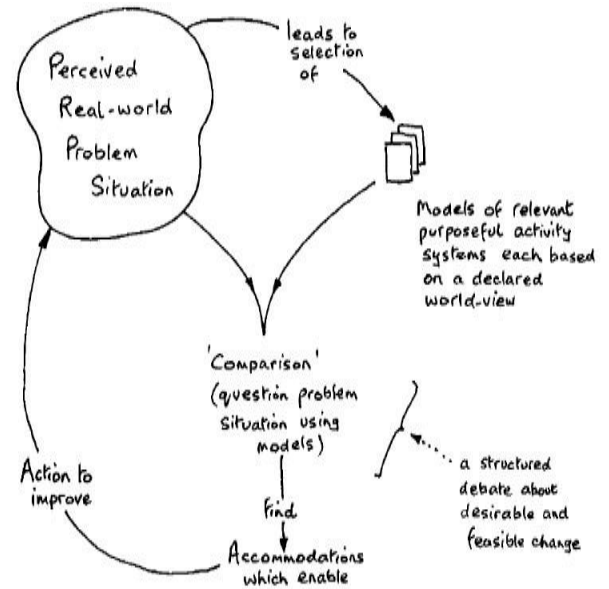 Perceived
Real-world
Problem
Situation
leads to
selection
of
Models of relevant
purposeful activity
systems each based
on a declared
world-view
'Comparison'
(question problem
situation using
models)
a structured
debate about
desirable and
feasible change
find
Accommodations
which enable
Action to
improve